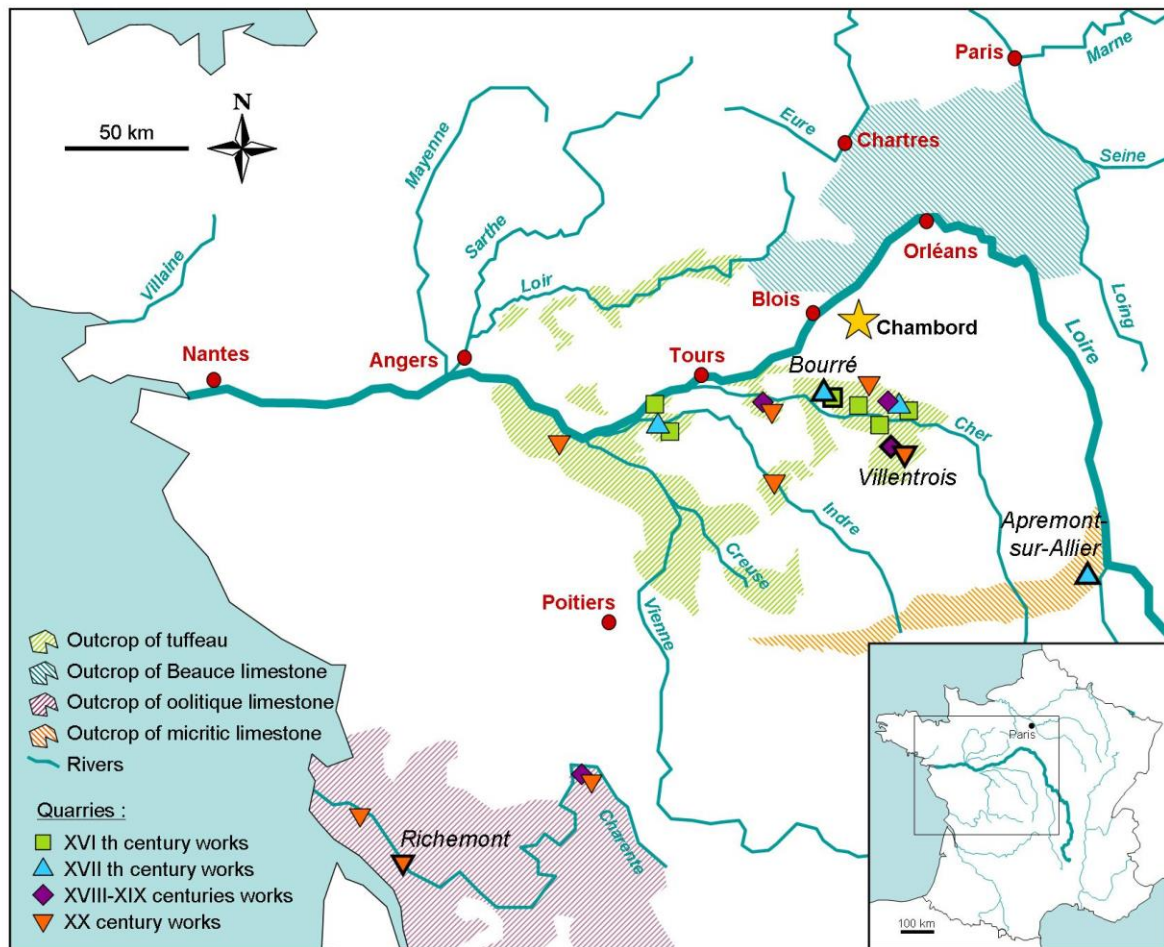 Paris
Marne
N
50 km
Eure
Chartres
Mayenne
Seine
Sarthe
Villaine
Orléans
Loir
Blois
Loing
Chambord
Loire
Nantes
Angers
Tours
Bourré
Cher
Villentrois
Indre
Apremont-
sur-Allier
Creuse
Poitiers
Vienne
Outcrop of tuffeau
Outcrop of Beauce limestone
Outcrop of oolitique limestone
Outcrop of micritic limestone
Rivers
Quarries :
XVI th century works
XVII th century works
XVIII-XIX centuries works
XX century works
Richemont
Charente
Paris
100 km